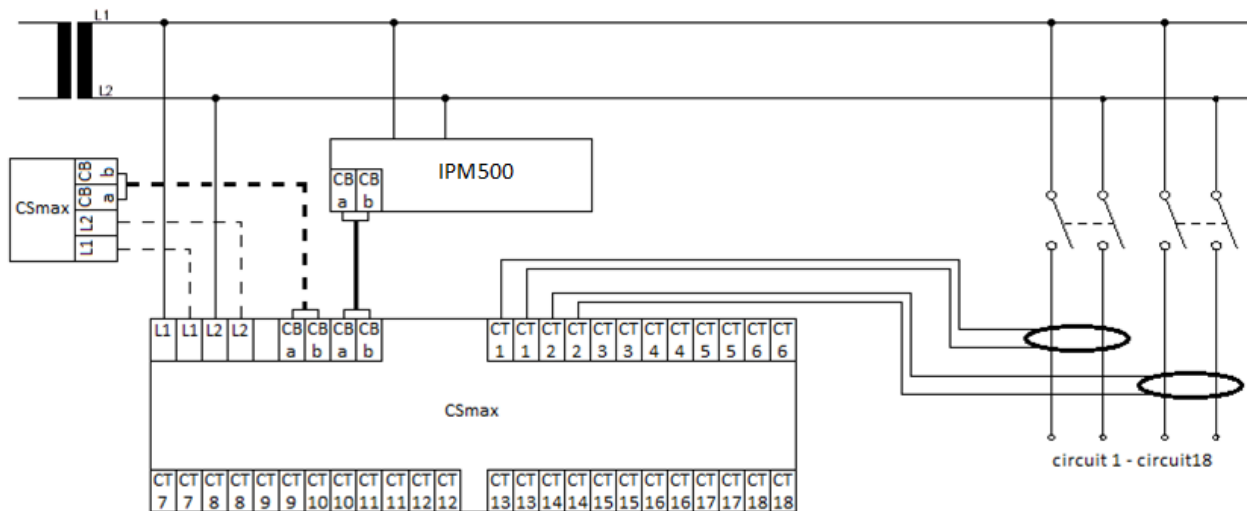 L1
L2
IPM500
CB CB
a b
CSmax
CB b
CB a
L2
L1
L1 L1 L2 L2 CB CB CB CB
a b a b
CT CT CT CT CT CT CT CT CT CT CT CT
1 1 2 2 3 3 4 4 5 5 6 6
CSmax
circuit 1 - circuit18
CT CT CT CT CT CT CT CT CT CT CT CT
7 7 8 8 9 9 10 10 11 11 12 12
CT CT CT CT CT CT CT CT CT CT CT CT
13 13 14 14 15 15 16 16 17 17 18 18